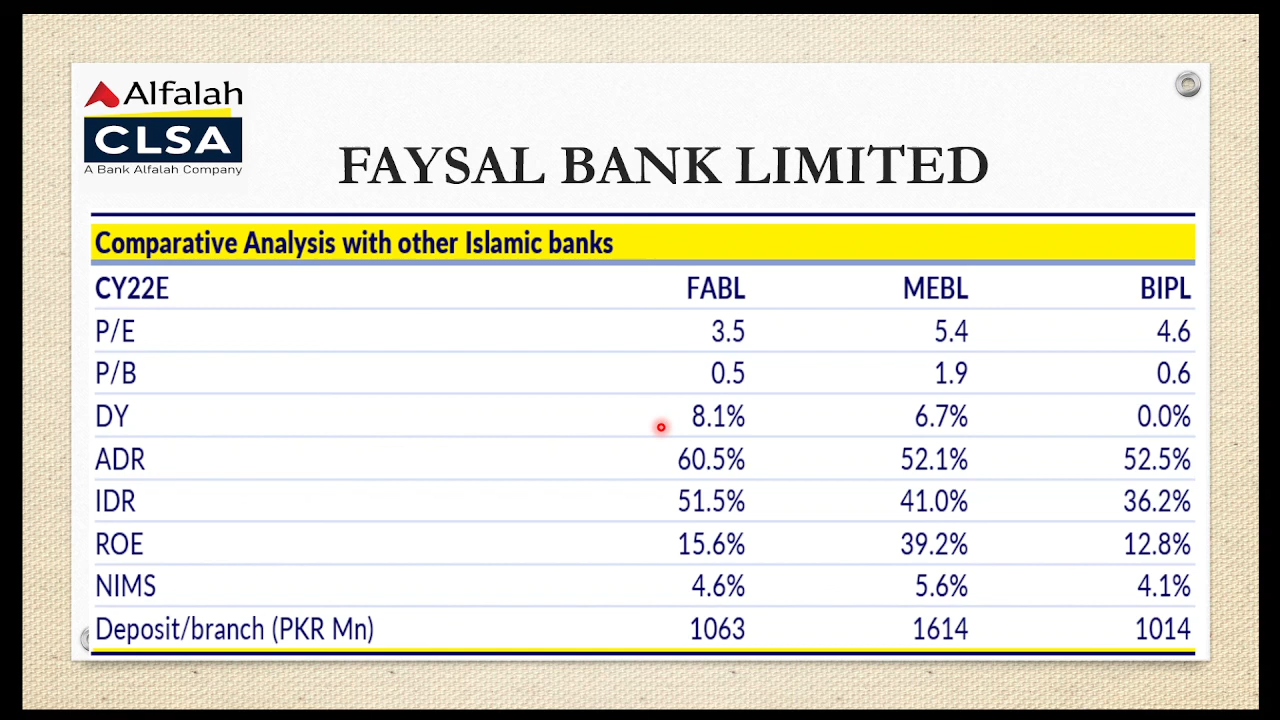 Alfalah
CLSA
A Bank Alfalah Company
FAYSAL BANK LIMITED
Comparative Analysis with other Islamic banks
CY22E FABL MEBL BIPL
P/E 3.5 5.4 4.6
P/B 0.5 1.9 0.6
DY 8.1% 6.7% 0.0%
ADR 60.5% 52.1% 52.5%
IDR 51.5% 41.0% 36.2%
ROE 15.6% 39.2% 12.8%
NIMS 4.6% 5.6% 4.1%
Deposit/branch (PKR Mn) 1063 1614 1014